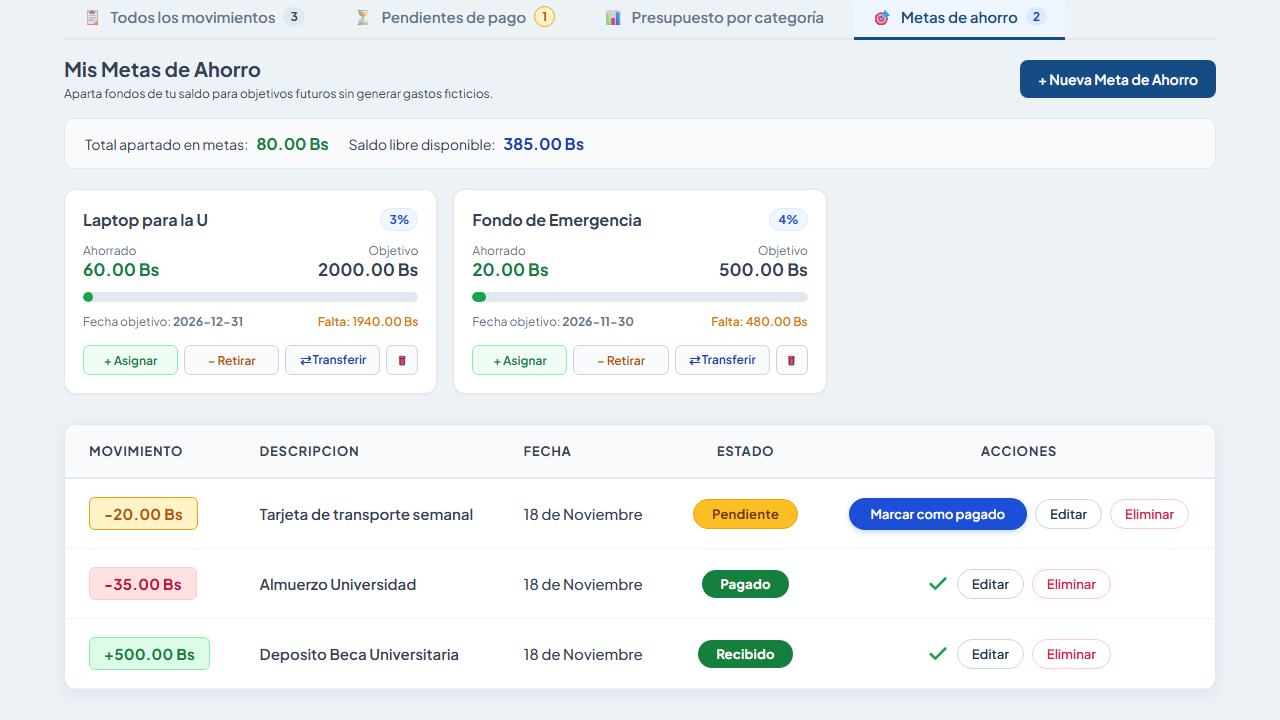 Todos los movimientos 3 Pendientes de pago 1 Presupuesto por categoría Metas de ahorro 2
Mis Metas de Ahorro
Aparta fondos de tu saldo para objetivos futuros sin generar gastos ficticios.
+ Nueva Meta de Ahorro
Total apartado en metas: 80.00 Bs Saldo libre disponible: 385.00 Bs
Laptop para la U 3%
Ahorrado Objetivo
60.00 Bs 2000.00 Bs
Fecha objetivo: 2026-12-31 Falta: 1940.00 Bs
+ Asignar − Retirar ⇄ Transferir
Fondo de Emergencia 4%
Ahorrado Objetivo
20.00 Bs 500.00 Bs
Fecha objetivo: 2026-11-30 Falta: 480.00 Bs
+ Asignar − Retirar ⇄ Transferir
MOVIMIENTO DESCRIPCION FECHA ESTADO ACCIONES
-20.00 Bs Tarjeta de transporte semanal 18 de Noviembre Pendiente Marcar como pagado Editar Eliminar
-35.00 Bs Almuerzo Universidad 18 de Noviembre Pagado Editar Eliminar
+500.00 Bs Deposito Beca Universitaria 18 de Noviembre Recibido Editar Eliminar